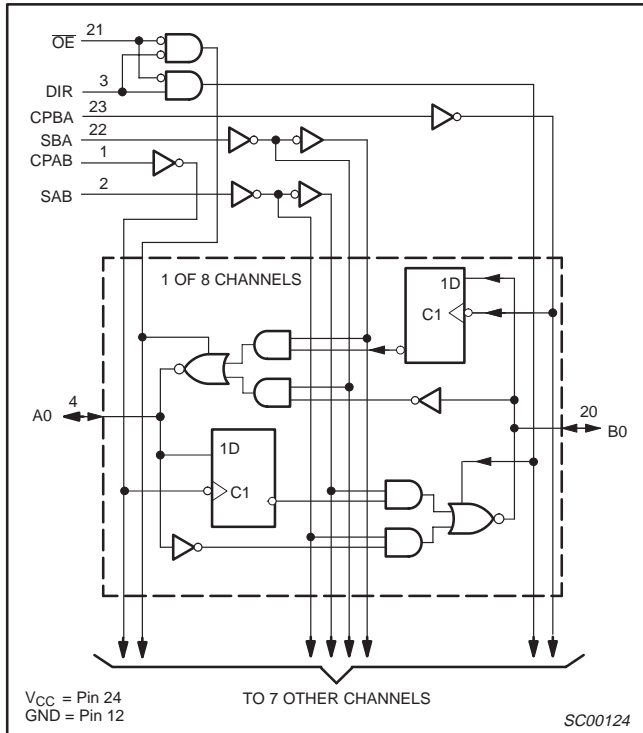 OE 21
DIR 3
CPBA 23
SBA 22
CPAB 1
SAB 2
1 OF 8 CHANNELS
1D
C1
A0 4
20 B0
1D
C1
TO 7 OTHER CHANNELS
VCC = Pin 24
GND = Pin 12
SC00124